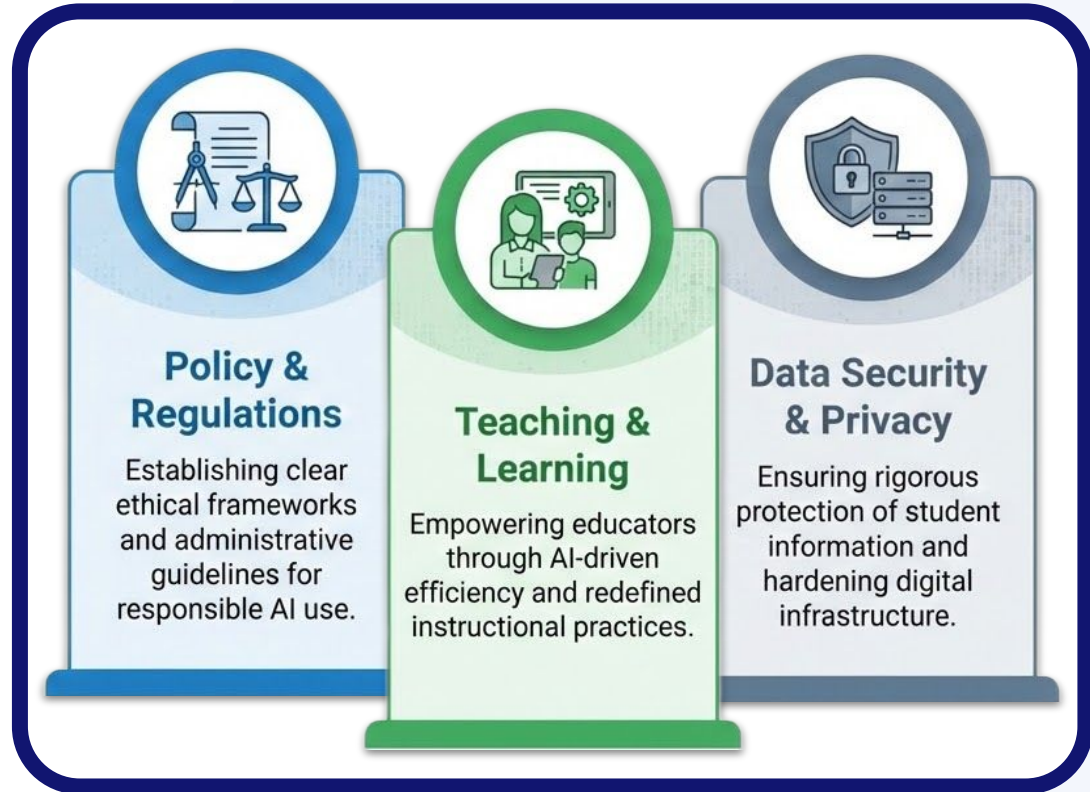 Policy &
Regulations
Establishing clear
ethical frameworks
and administrative
guidelines for
responsible AI use.
Teaching &
Learning
Empowering educators
through AI-driven
efficiency and redefined
instructional practices.
Data Security
& Privacy
Ensuring rigorous
protection of student
information and
hardening digital
infrastructure.